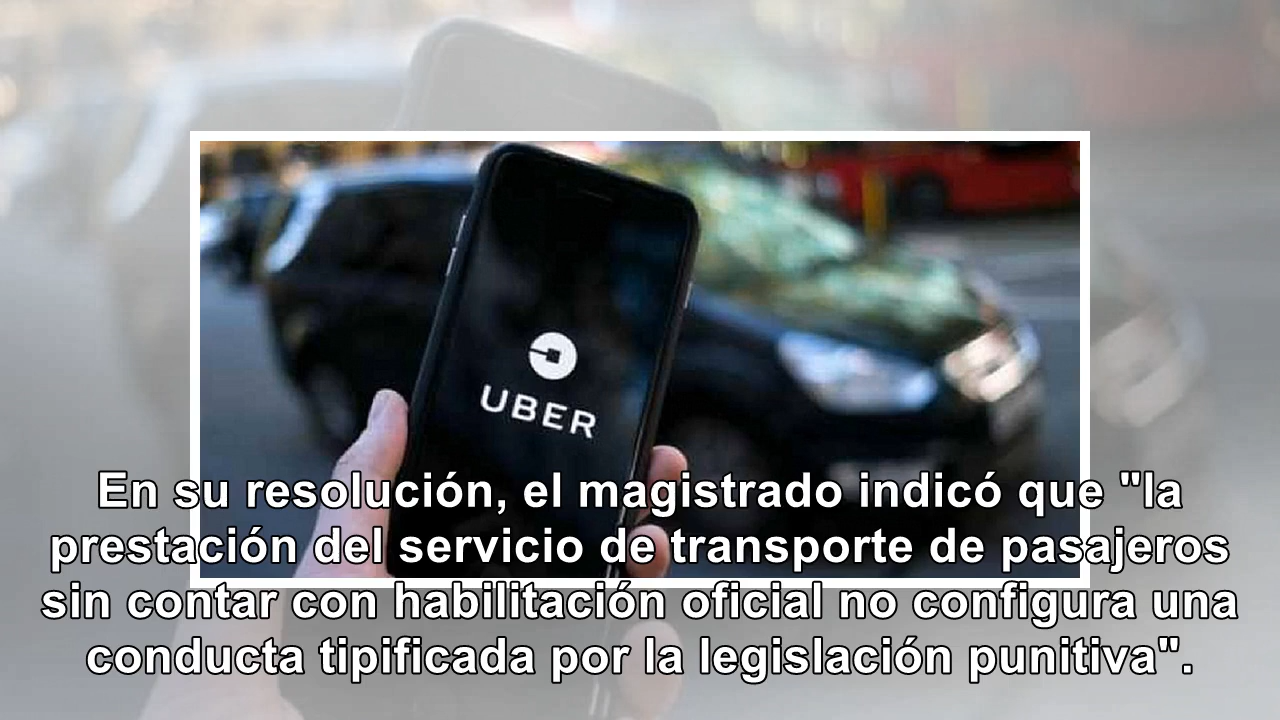 UBER
En su resolución, el magistrado indicó que "la
prestación del servicio de transporte de pasajeros
sin contar con habilitación oficial no configura una
conducta tipificada por la legislación punitiva".